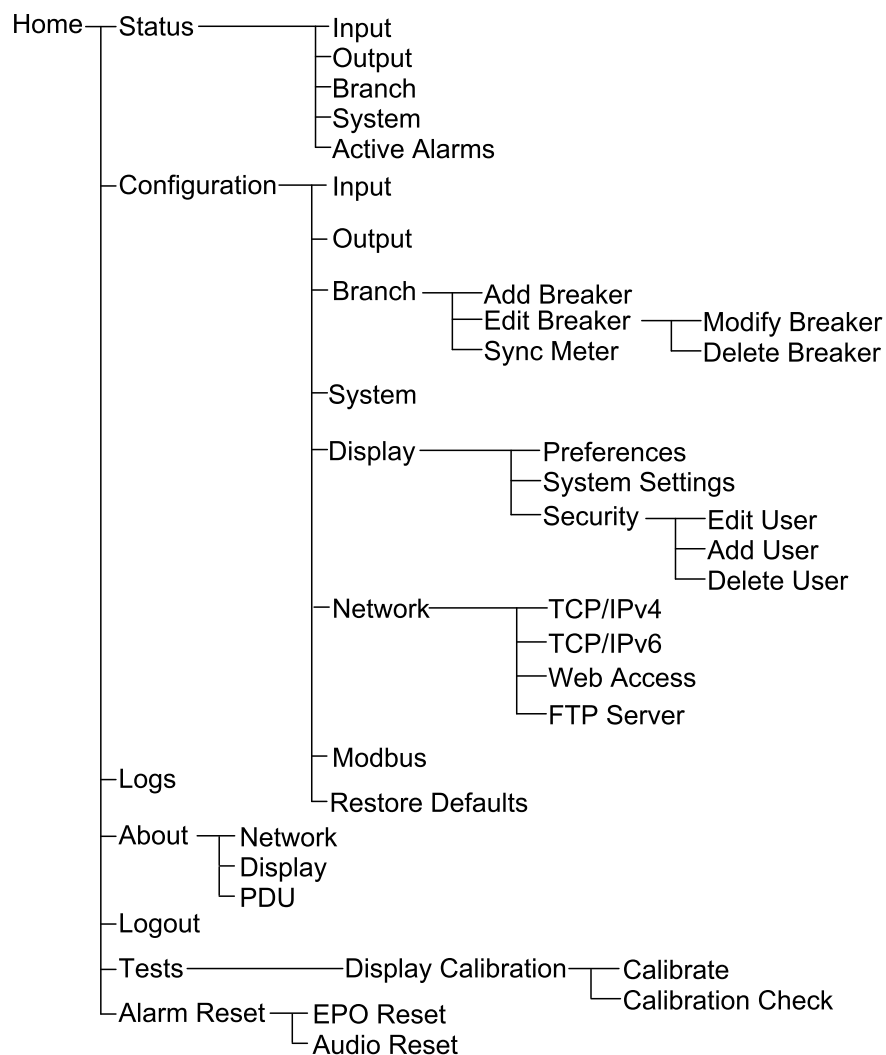 Home Status Input
Output
Branch
System
Active Alarms
Configuration Input
Output
Branch Add Breaker
Edit Breaker Modify Breaker
Sync Meter Delete Breaker
System
Display Preferences
System Settings
Security Edit User
Add User
Delete User
Network TCP/IPv4
TCP/IPv6
Web Access
FTP Server
Modbus
Logs
Restore Defaults
About Network
Display
PDU
Logout
Tests Display Calibration Calibrate
Calibration Check
Alarm Reset EPO Reset
Audio Reset